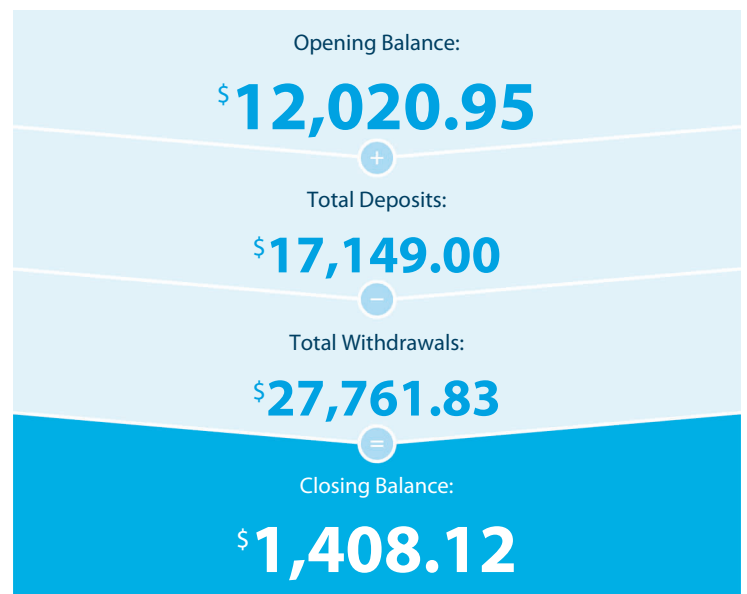 Opening Balance:
$12,020.95
+
Total Deposits:
$17,149.00
−
Total Withdrawals:
$27,761.83
=
Closing Balance:
$1,408.12